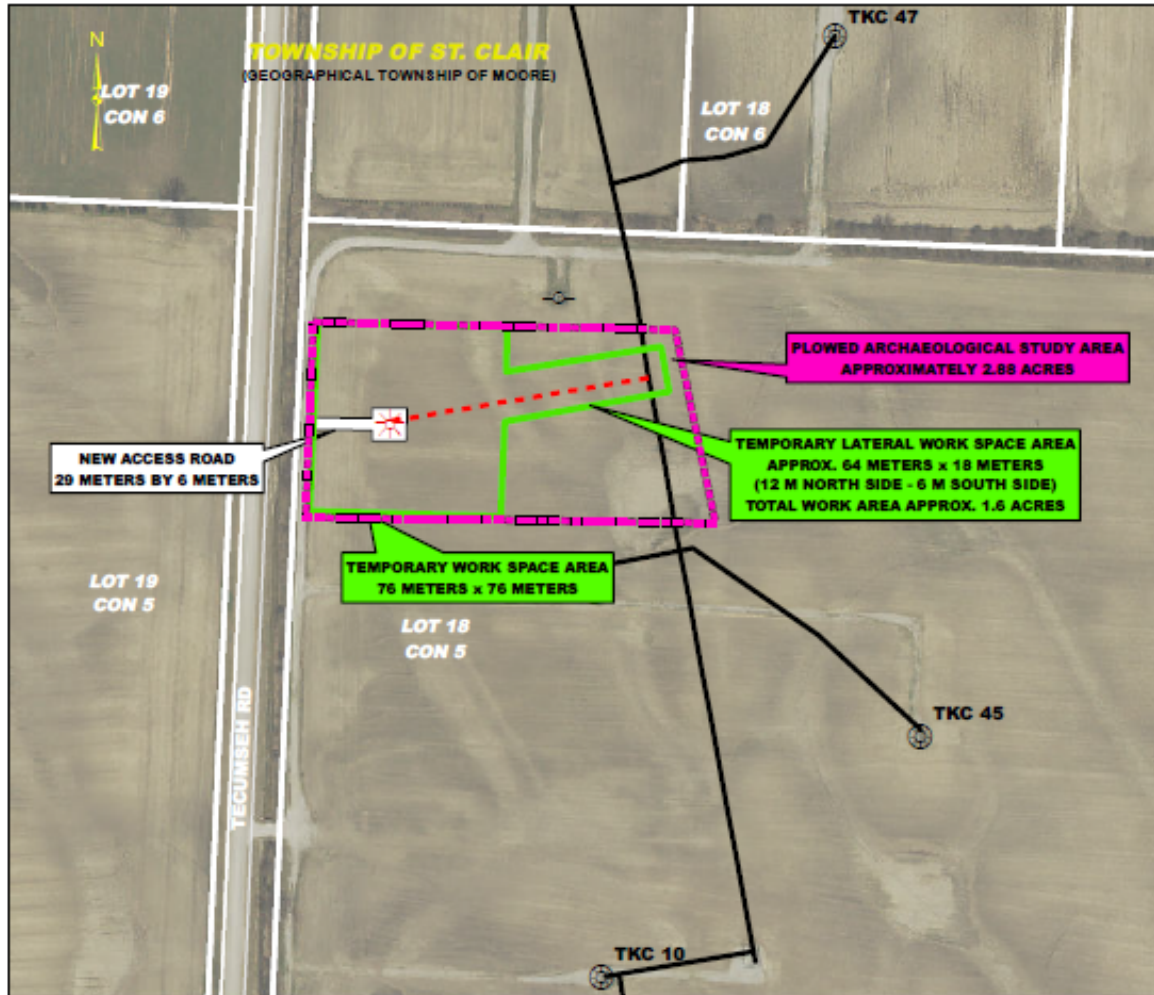 TKC 47
N
TOWNSHIP OF ST. CLAIR
(GEOGRAPHICAL TOWNSHIP OF MOORE)
LOT 19
CON 6
LOT 18
CON 6
PLOWED ARCHAEOLOGICAL STUDY AREA
APPROXIMATELY 2.88 ACRES
NEW ACCESS ROAD
29 METERS BY 6 METERS
TEMPORARY LATERAL WORK SPACE AREA
APPROX. 64 METERS x 18 METERS
(12 M NORTH SIDE - 6 M SOUTH SIDE)
TOTAL WORK AREA APPROX. 1.6 ACRES
TEMPORARY WORK SPACE AREA
76 METERS x 76 METERS
LOT 19
CON 5
LOT 18
CON 5
TECUMSEH RD
TKC 45
TKC 10